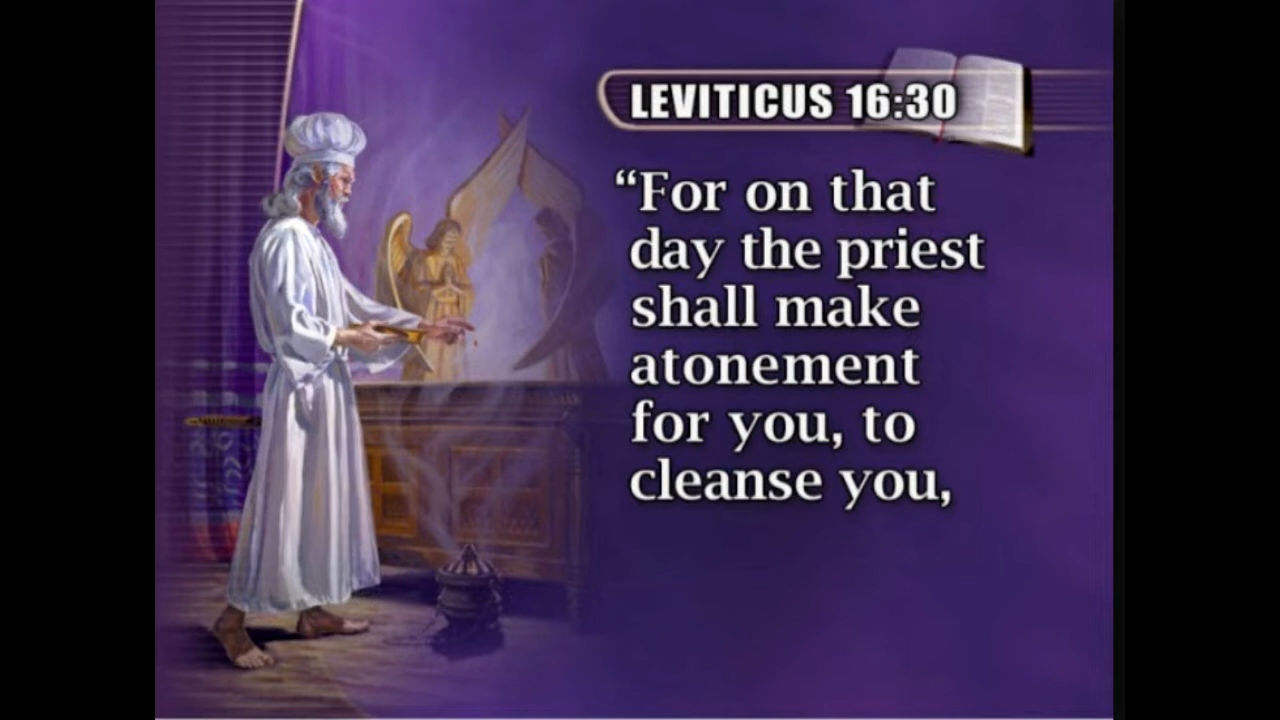 LEVITICUS 16:30
“For on that
day the priest
shall make
atonement
for you, to
cleanse you,